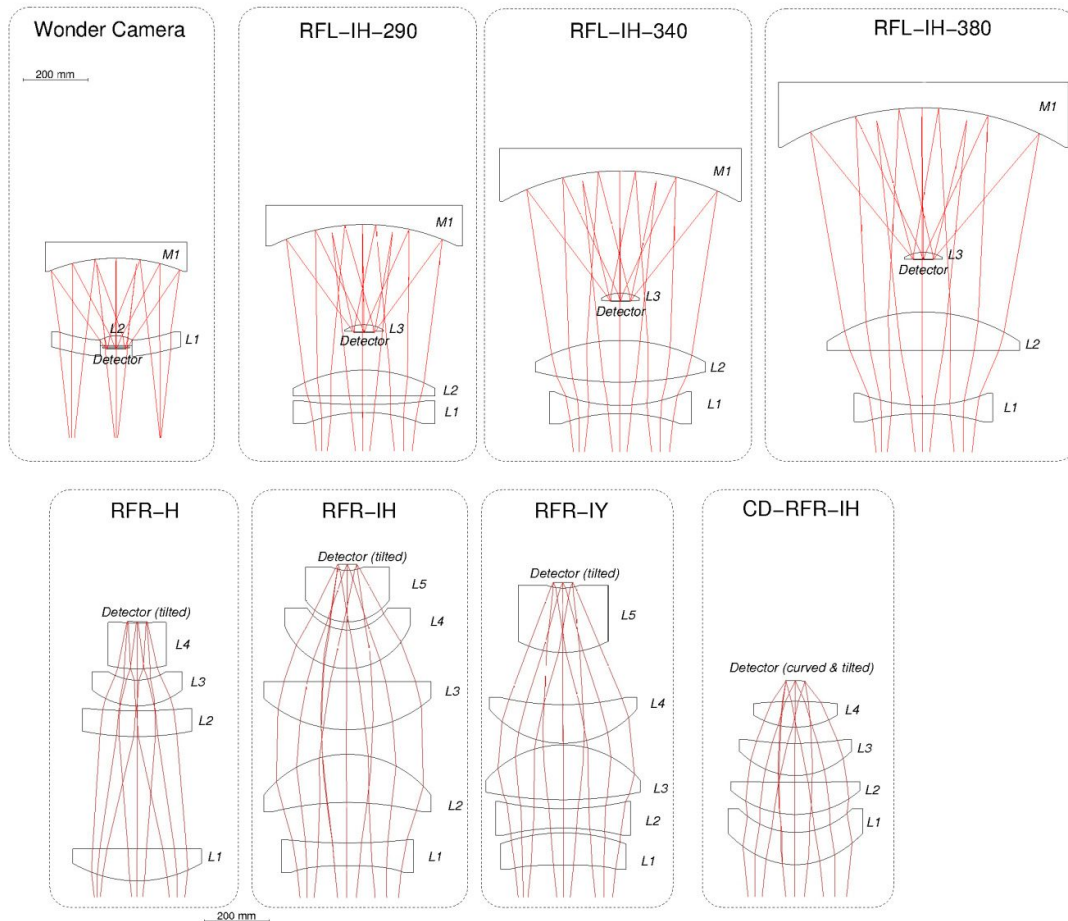 Wonder Camera
200 mm
M1
L2
L1
Detector
RFL–IH–290
M1
L3
Detector
L2
L1
RFL–IH–340
M1
L3
Detector
L2
L1
RFL–IH–380
M1
L3
Detector
L2
L1
RFR–H
Detector (tilted)
L4
L3
L2
L1
RFR–IH
Detector (tilted)
L5
L4
L3
L2
L1
RFR–IY
Detector (tilted)
L5
L4
L3
L2
L1
CD–RFR–IH
Detector (curved & tilted)
L4
L3
L2
L1
200 mm